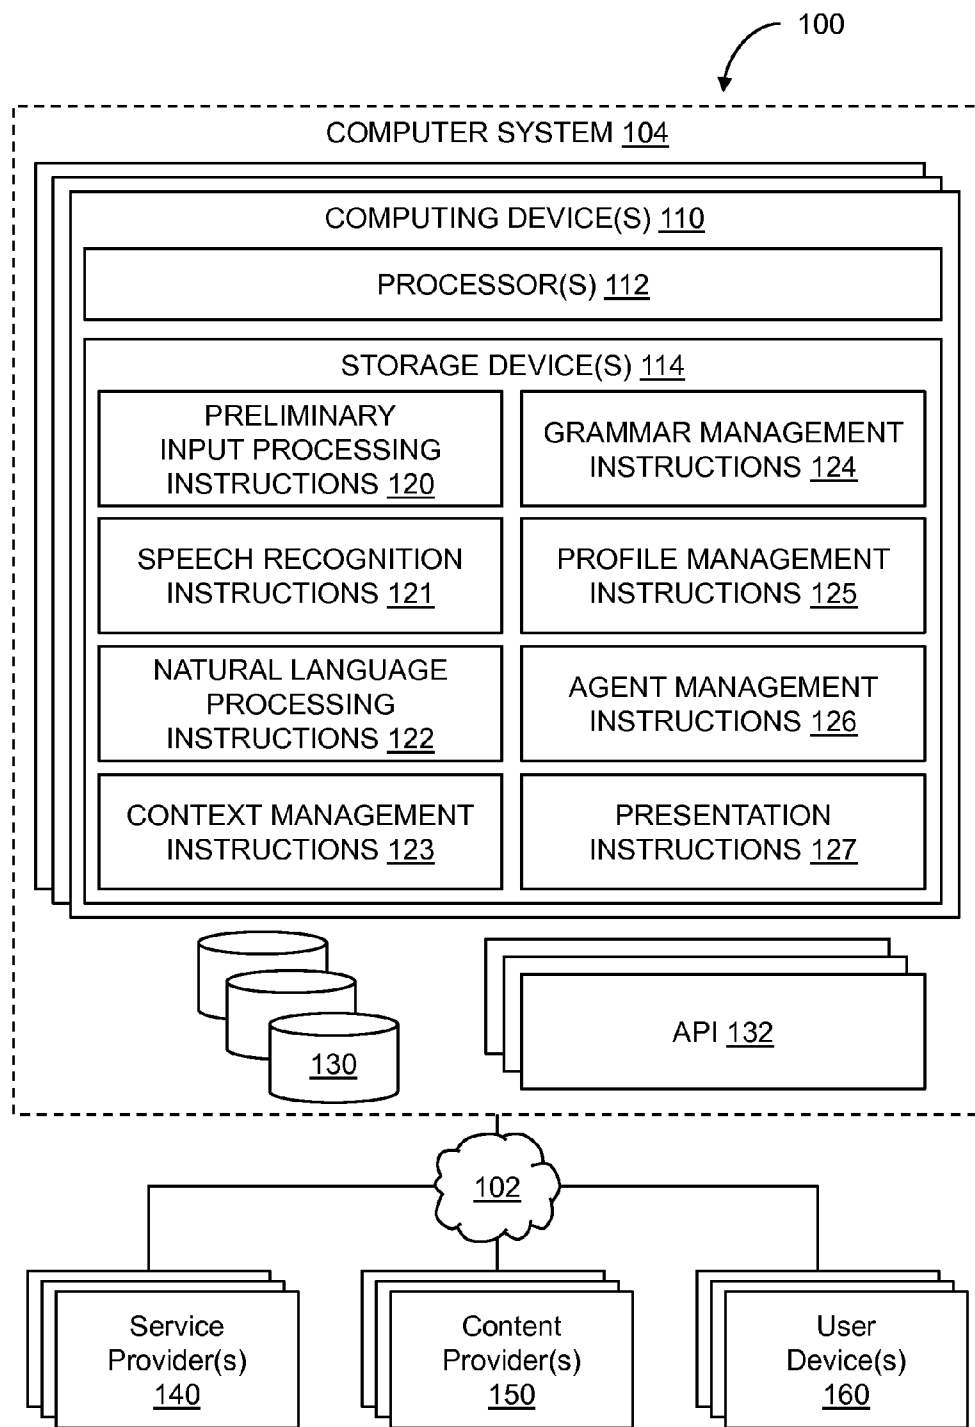 100
COMPUTER SYSTEM 104
COMPUTING DEVICE(S) 110
PROCESSOR(S) 112
STORAGE DEVICE(S) 114
PRELIMINARY
INPUT PROCESSING
INSTRUCTIONS 120
GRAMMAR MANAGEMENT
INSTRUCTIONS 124
SPEECH RECOGNITION
INSTRUCTIONS 121
PROFILE MANAGEMENT
INSTRUCTIONS 125
NATURAL LANGUAGE
PROCESSING
INSTRUCTIONS 122
AGENT MANAGEMENT
INSTRUCTIONS 126
CONTEXT MANAGEMENT
INSTRUCTIONS 123
PRESENTATION
INSTRUCTIONS 127
130
API 132
102
Service
Provider(s)
140
Content
Provider(s)
150
User
Device(s)
160